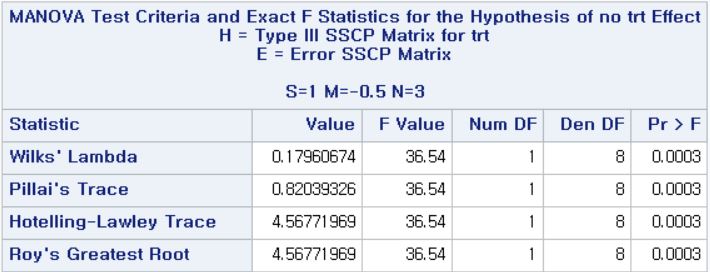 MANOVA Test Criteria and Exact F Statistics for the Hypothesis of no trt Effect
H = Type III SSCP Matrix for trt
E = Error SSCP Matrix
S=1 M=-0.5 N=3
Statistic Value F Value Num DF Den DF Pr > F
Wilks' Lambda 0.17960674 36.54 1 8 0.0003
Pillai's Trace 0.82039326 36.54 1 8 0.0003
Hotelling-Lawley Trace 4.56771969 36.54 1 8 0.0003
Roy's Greatest Root 4.56771969 36.54 1 8 0.0003